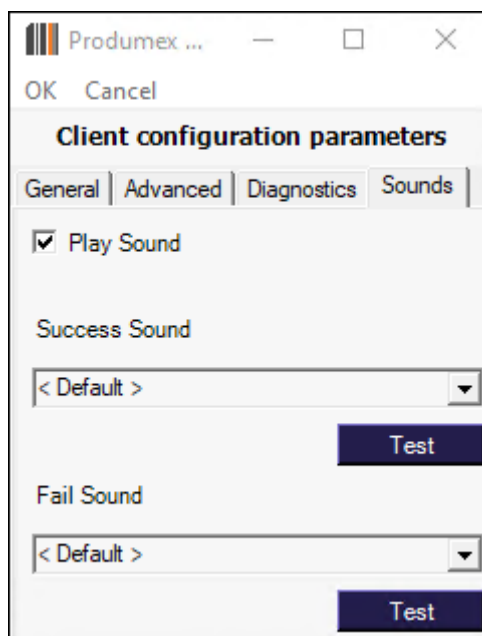 Produmex ...
OK Cancel
Client configuration parameters
General Advanced Diagnostics Sounds
Play Sound
Success Sound
< Default >
Test
Fail Sound
< Default >
Test